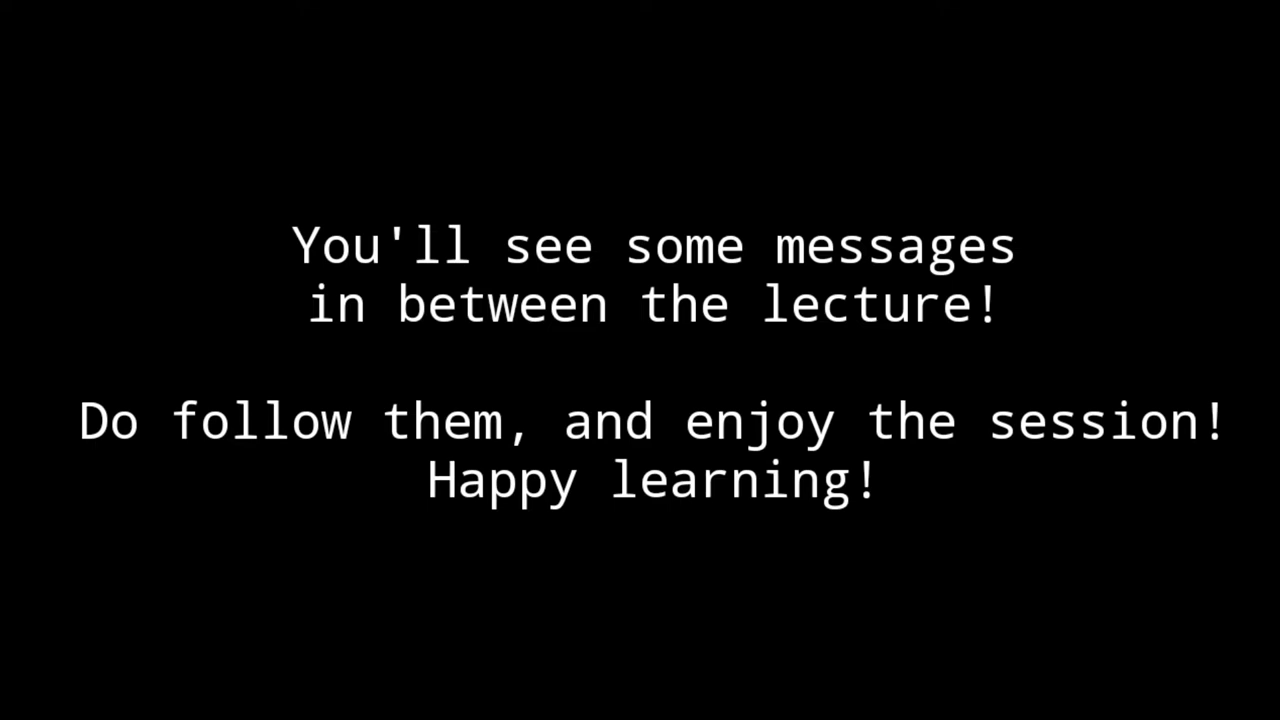 You'll see some messages
in between the lecture!
Do follow them, and enjoy the session!
Happy learning!